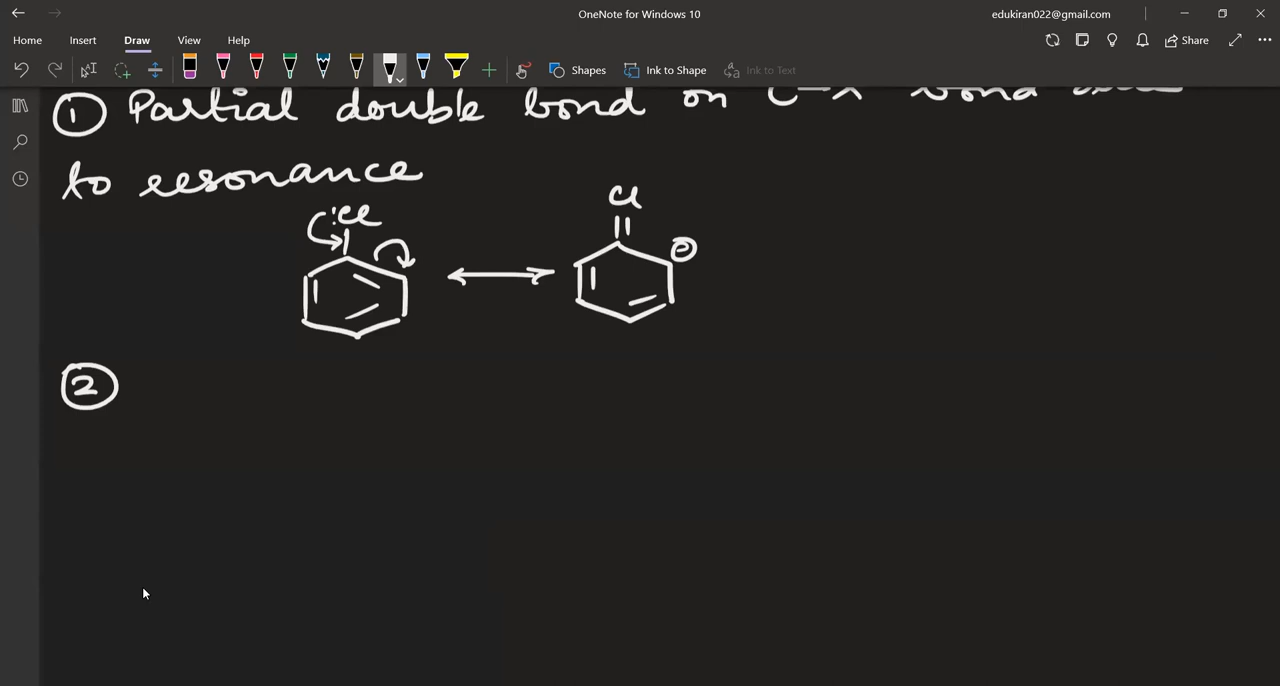 OneNote for Windows 10
edukiran022@gmail.com
Home Insert Draw View Help
Share
Shapes Ink to Shape Ink to Text
① Partial double bond on C-X bond
to resonance
:Cl
Cl
⊖
②